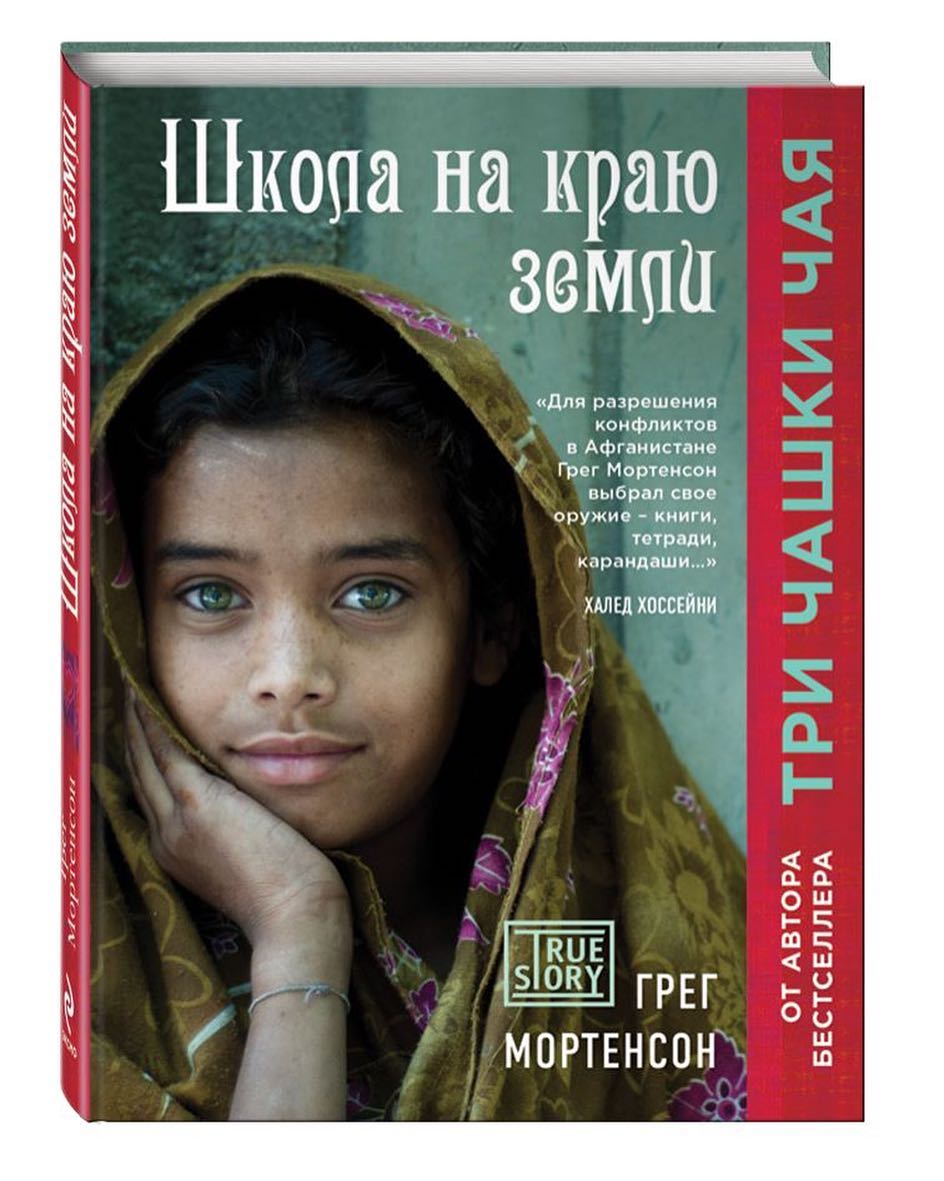 Школа на краю
земли
«Для разрешения
конфликтов
в Афганистане
Грег Мортенсон
выбрал свое
оружие – книги,
тетради,
карандаши...»
ХАЛЕД ХОССЕЙНИ
TRUE
STORY
ГРЕГ
МОРТЕНСОН
ОТ АВТОРА
БЕСТСЕЛЛЕРА
ТРИ ЧАШКИ ЧАЯ
Школа на краю земли
Грег
Мортенсон